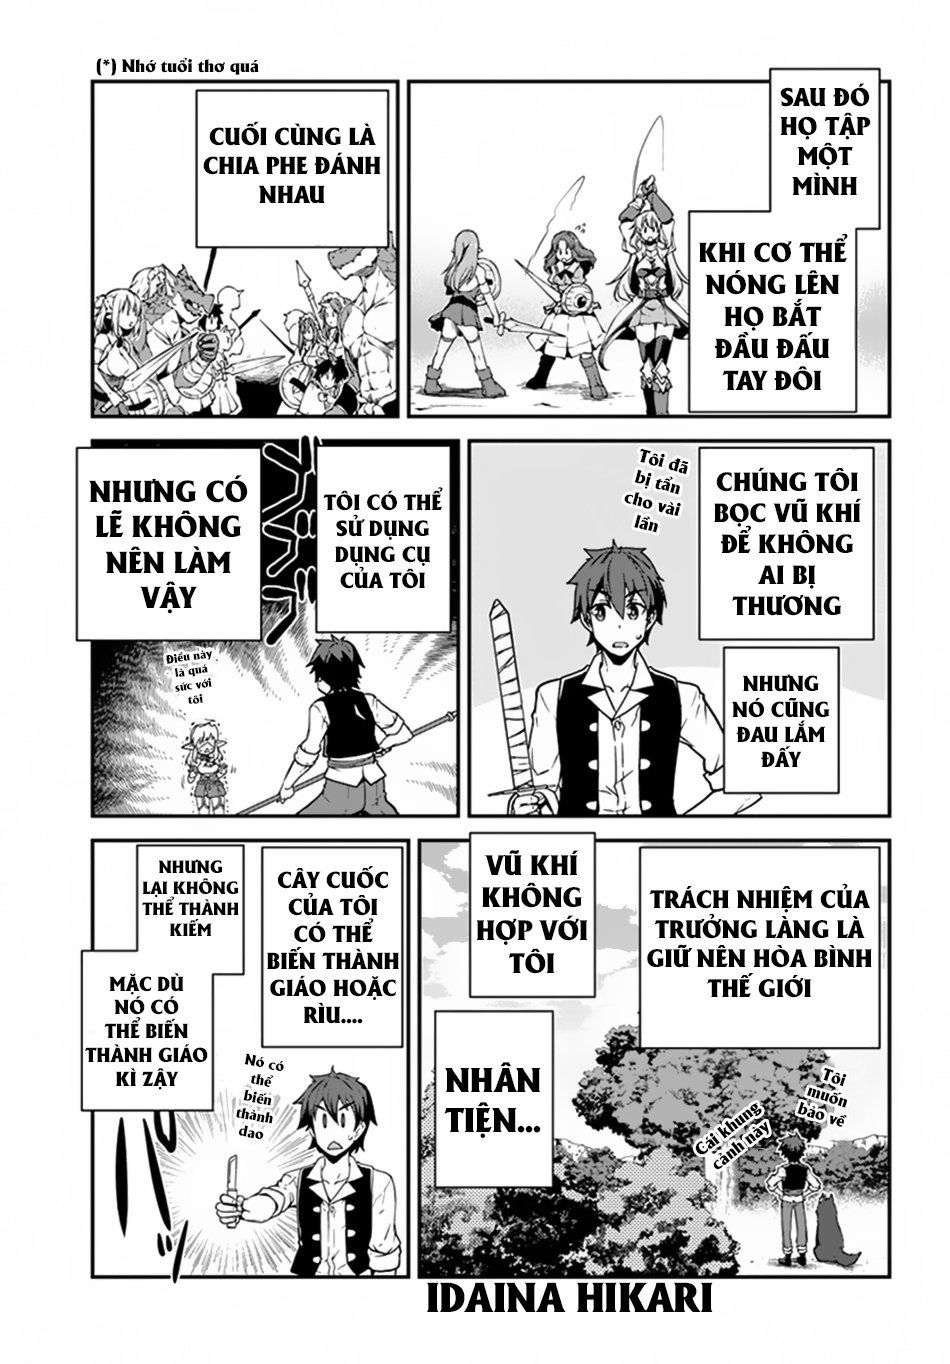 (*) Nhớ tuổi thơ quá
SAU ĐÓ
HỌ TẬP
MỘT
MÌNH
KHI CƠ THỂ
NÓNG LÊN
HỌ BẮT
ĐẦU ĐẤU
TAY ĐÔI
CUỐI CÙNG LÀ
CHIA PHE ĐÁNH
NHAU
CHÚNG TÔI
BỌC VŨ KHÍ
ĐỂ KHÔNG
AI BỊ
THƯƠNG
Tôi đã
bị tẩn
cho vài
lần
NHƯNG
NÓ CŨNG
ĐAU LẮM
ĐẤY
TÔI CÓ THỂ
SỬ DỤNG
DỤNG CỤ
CỦA TÔI
NHƯNG CÓ
LẼ KHÔNG
NÊN LÀM
VẬY
Điều này
là quá
sức với
tôi
TRÁCH NHIỆM CỦA
TRƯỞNG LÀNG LÀ
GIỮ NÊN HÒA BÌNH
THẾ GIỚI
Tôi
muôn
bảo vệ
Cái khung
cảnh này
VŨ KHÍ
KHÔNG
HỢP VỚI
TÔI
NHÂN
TIỆN...
CÂY CUỐC
CỦA TÔI
CÓ THỂ
BIẾN THÀNH
GIÁO HOẶC
RÌU....
NHƯNG
LẠI KHÔNG
THỂ THÀNH
KIẾM
MẶC DÙ
NÓ CÓ
THỂ BIẾN
THÀNH GIÁO
KÌ ZẬY
Nó có
thể
biến
thành
dao
IDAINA HIKARI